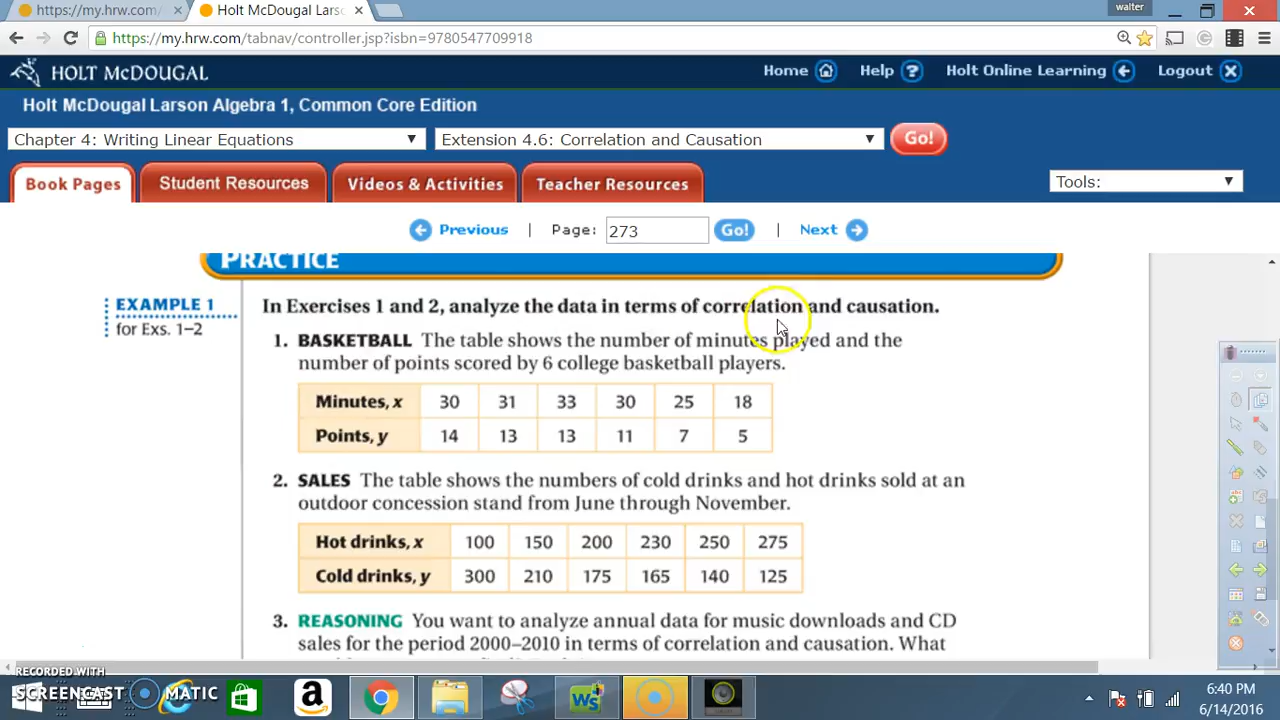 https://my.hrw.com/tabnav/
Holt McDougal Lars
walter
https://my.hrw.com/tabnav/controller.jsp?isbn=9780547709918
HOLT MCDOUGAL
Home
Help
Holt Online Learning
Logout
Holt McDougal Larson Algebra 1, Common Core Edition
Chapter 4: Writing Linear Equations
Extension 4.6: Correlation and Causation
Go!
Book Pages
Student Resources
Videos & Activities
Teacher Resources
Tools:
Previous | Page: 273 Go! | Next
PRACTICE
EXAMPLE 1
for Exs. 1–2
In Exercises 1 and 2, analyze the data in terms of correlation and causation.
1. BASKETBALL The table shows the number of minutes played and the
number of points scored by 6 college basketball players.
Minutes, x 30 31 33 30 25 18
Points, y 14 13 13 11 7 5
2. SALES The table shows the numbers of cold drinks and hot drinks sold at an
outdoor concession stand from June through November.
Hot drinks, x 100 150 200 230 250 275
Cold drinks, y 300 210 175 165 140 125
3. REASONING You want to analyze annual data for music downloads and CD
sales for the period 2000–2010 in terms of correlation and causation. What
RECORDED WITH
SCREENCAST MATIC
6:40 PM
6/14/2016